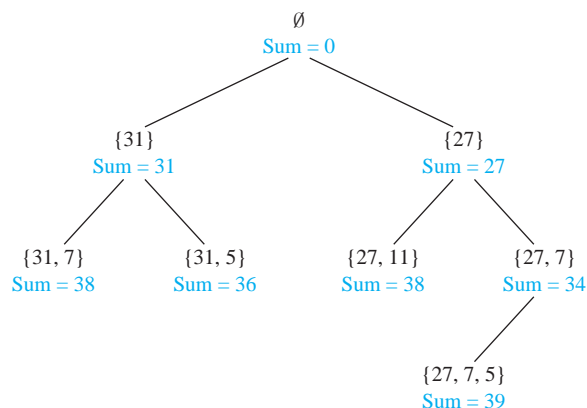 ∅
Sum = 0
{31}
Sum = 31
{27}
Sum = 27
{31, 7}
Sum = 38
{31, 5}
Sum = 36
{27, 11}
Sum = 38
{27, 7}
Sum = 34
{27, 7, 5}
Sum = 39